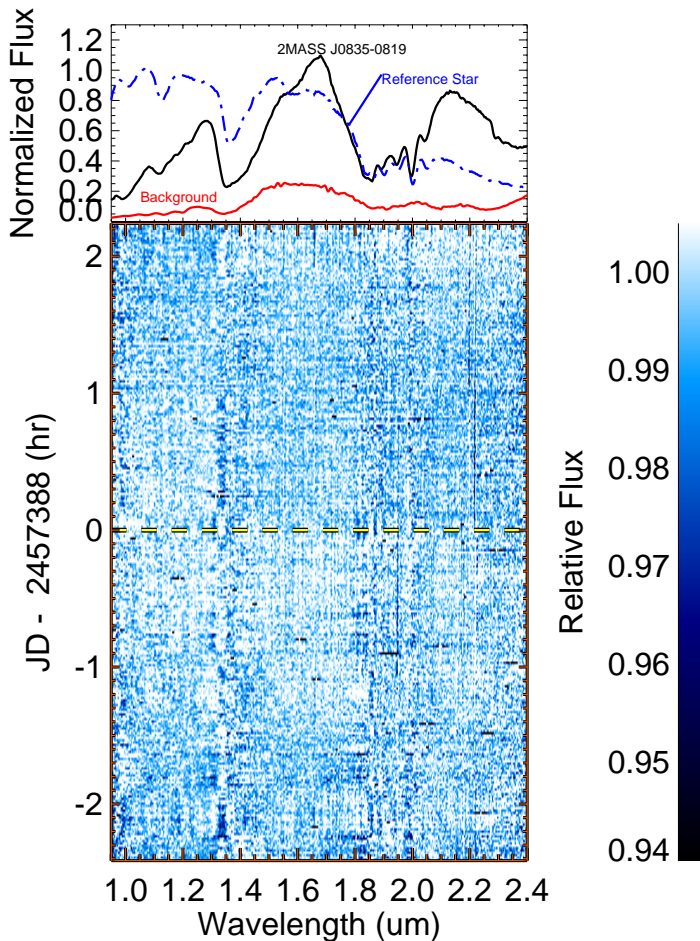 Normalized Flux
1.2
1.0
0.8
0.6
0.4
0.2
0.0
2MASS J0835-0819
Reference Star
Background
JD - 2457388 (hr)
2
1
0
-1
-2
1.0 1.2 1.4 1.6 1.8 2.0 2.2 2.4
Wavelength (um)
Relative Flux
1.00
0.99
0.98
0.97
0.96
0.95
0.94